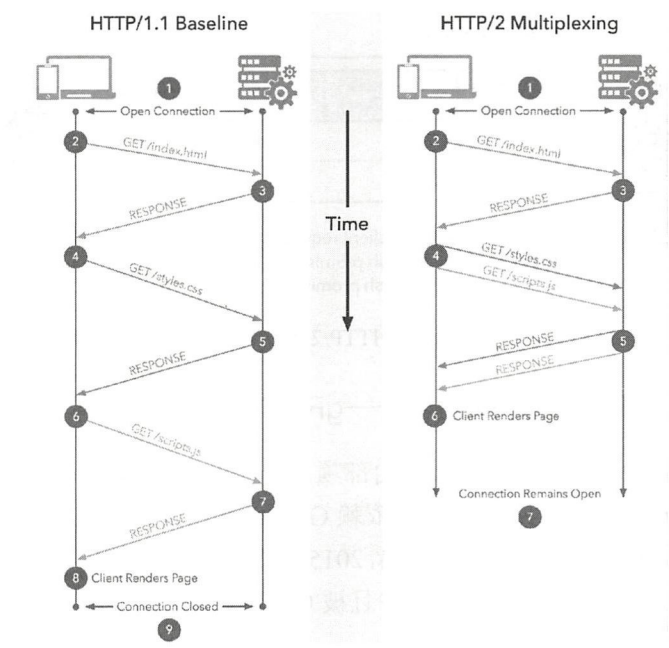 HTTP/1.1 Baseline
1
Open Connection
2
GET /index.html
3
RESPONSE
4
GET /styles.css
5
RESPONSE
6
GET /scripts.js
7
RESPONSE
8 Client Renders Page
Connection Closed
9
Time
HTTP/2 Multiplexing
1
Open Connection
2
GET /index.html
3
RESPONSE
4
GET /styles.css
GET /scripts.js
5
RESPONSE
RESPONSE
6 Client Renders Page
Connection Remains Open
7